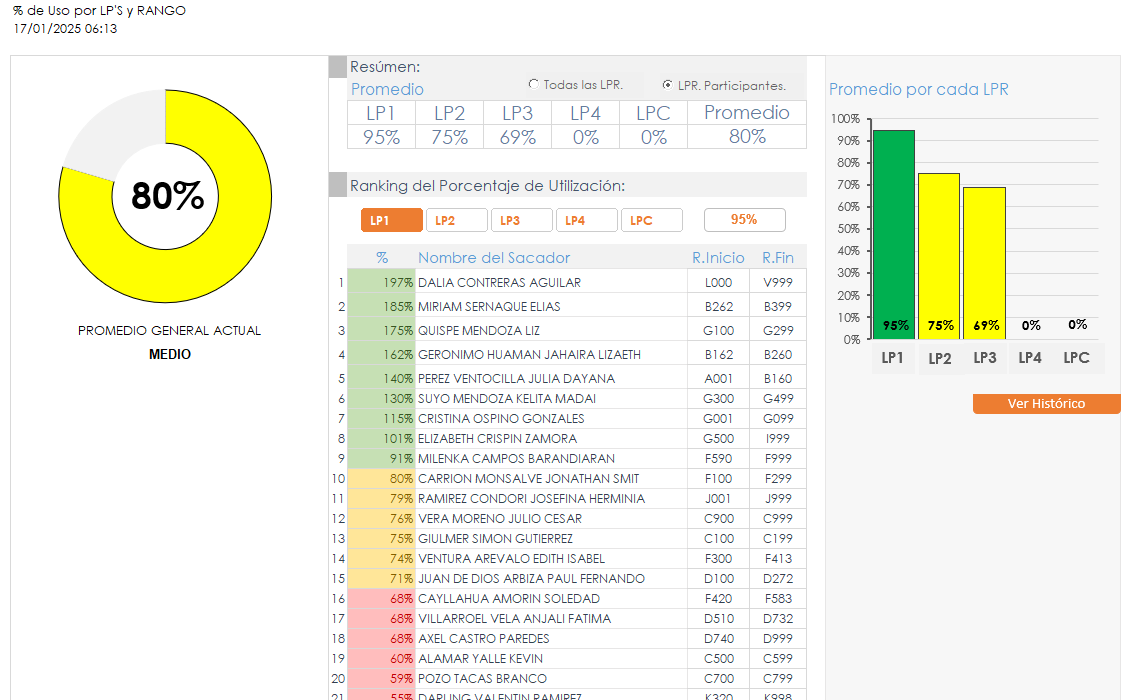 % de Uso por LP'S y RANGO
17/01/2025 06:13
80%
PROMEDIO GENERAL ACTUAL
MEDIO
Resúmen:
Promedio
Todas las LPR.
LPR. Participantes.
LP1 LP2 LP3 LP4 LPC Promedio
95% 75% 69% 0% 0% 80%
Ranking del Porcentaje de Utilización:
LP1 LP2 LP3 LP4 LPC 95%
% Nombre del Sacador R.Inicio R.Fin
1 197% DALIA CONTRERAS AGUILAR L000 V999
2 185% MIRIAM SERNAQUE ELIAS B262 B399
3 175% QUISPE MENDOZA LIZ G100 G299
4 162% GERONIMO HUAMAN JAHAIRA LIZAETH B162 B260
5 140% PEREZ VENTOCILLA JULIA DAYANA A001 B160
6 130% SUYO MENDOZA KELITA MADAI G300 G499
7 115% CRISTINA OSPINO GONZALES G001 G099
8 101% ELIZABETH CRISPIN ZAMORA G500 I999
9 91% MILENKA CAMPOS BARANDIARAN F590 F999
10 80% CARRION MONSALVE JONATHAN SMIT F100 F299
11 79% RAMIREZ CONDORI JOSEFINA HERMINIA J001 J999
12 76% VERA MORENO JULIO CESAR C900 C999
13 75% GIULMER SIMON GUTIERREZ C100 C199
14 74% VENTURA AREVALO EDITH ISABEL F300 F413
15 71% JUAN DE DIOS ARBIZA PAUL FERNANDO D100 D272
16 68% CAYLLAHUA AMORIN SOLEDAD F420 F583
17 68% VILLARROEL VELA ANJALI FATIMA D510 D732
18 68% AXEL CASTRO PAREDES D740 D999
19 60% ALAMAR YALLE KEVIN C500 C599
20 59% POZO TACAS BRANCO C700 C799
21 55% DARLING VALENTIN RAMIREZ K320 K998
Promedio por cada LPR
100%
90%
80%
70%
60%
50%
40%
30%
20%
10%
0%
95% 75% 69% 0% 0%
LP1 LP2 LP3 LP4 LPC
Ver Histórico